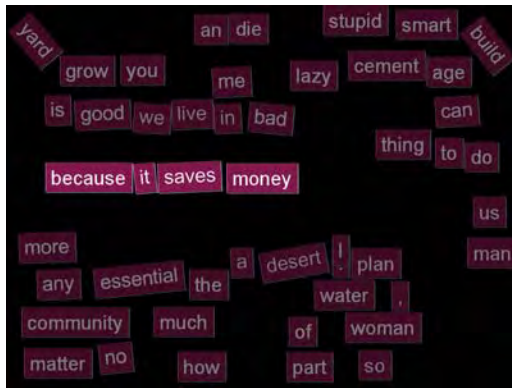 yard an die stupid smart build
grow you me lazy cement age
is good we live in bad can
thing to do
because it saves money
us
more a desert I . plan man
any essential the water ,
community much of woman
matter no how part so